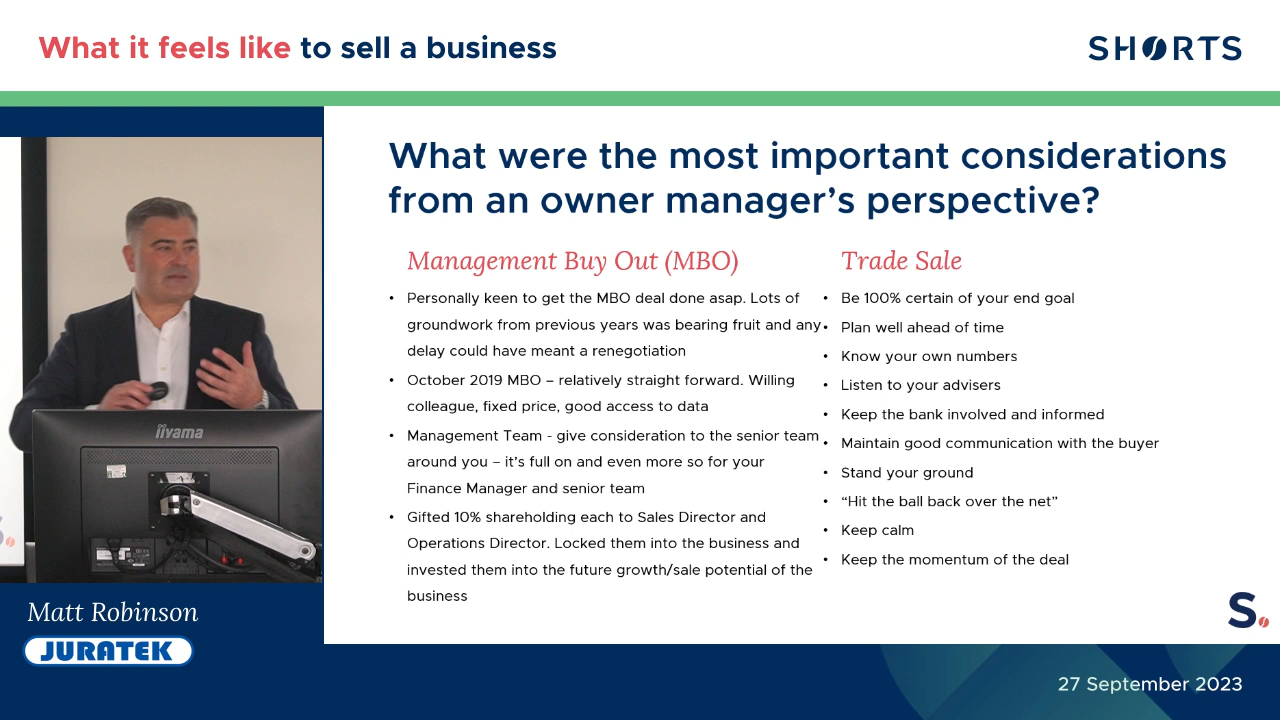 What it feels like to sell a business
SHORTS
What were the most important considerations
from an owner manager's perspective?
Management Buy Out (MBO)
• Personally keen to get the MBO deal done asap. Lots of
groundwork from previous years was bearing fruit and any
delay could have meant a renegotiation
• October 2019 MBO – relatively straight forward. Willing
colleague, fixed price, good access to data
• Management Team - give consideration to the senior team
around you – it's full on and even more so for your
Finance Manager and senior team
• Gifted 10% shareholding each to Sales Director and
Operations Director. Locked them into the business and
invested them into the future growth/sale potential of the
business
Trade Sale
• Be 100% certain of your end goal
• Plan well ahead of time
• Know your own numbers
• Listen to your advisers
• Keep the bank involved and informed
• Maintain good communication with the buyer
• Stand your ground
• “Hit the ball back over the net”
• Keep calm
• Keep the momentum of the deal
iiyama
Matt Robinson
JURATEK
S.
27 September 2023